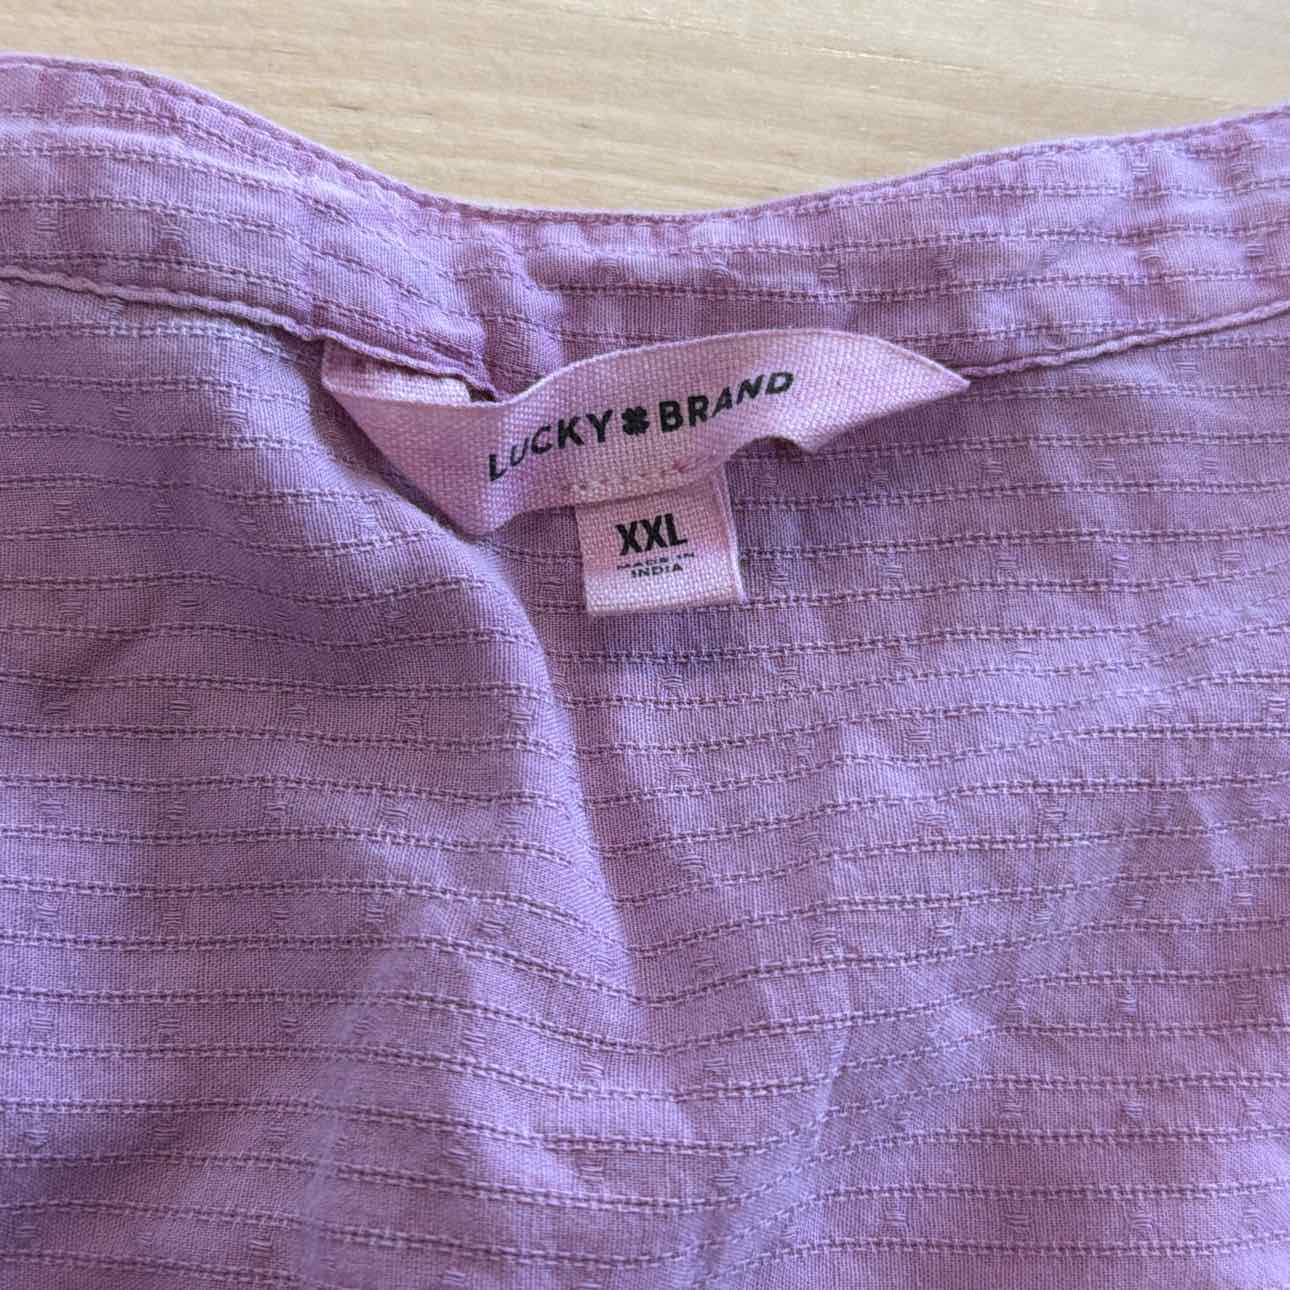 LUCKY BRAND
XXL
MADE IN
INDIA